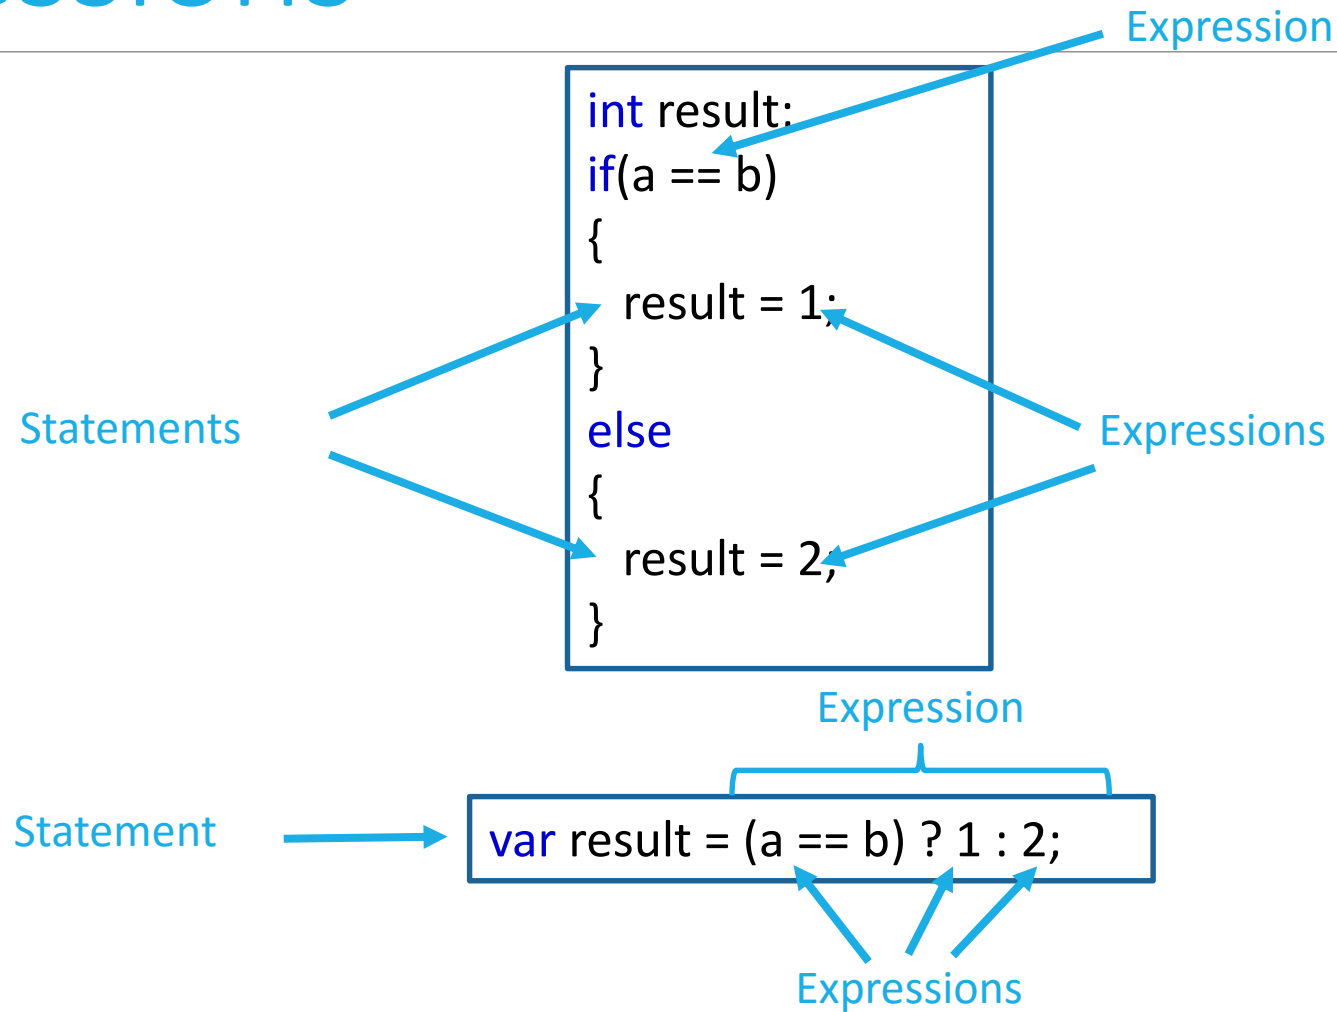 Expression
int result;
if(a == b)
{
result = 1;
}
Statements
else
Expressions
{
result = 2;
}
Expression
Statement
var result = (a == b) ? 1 : 2;
Expressions